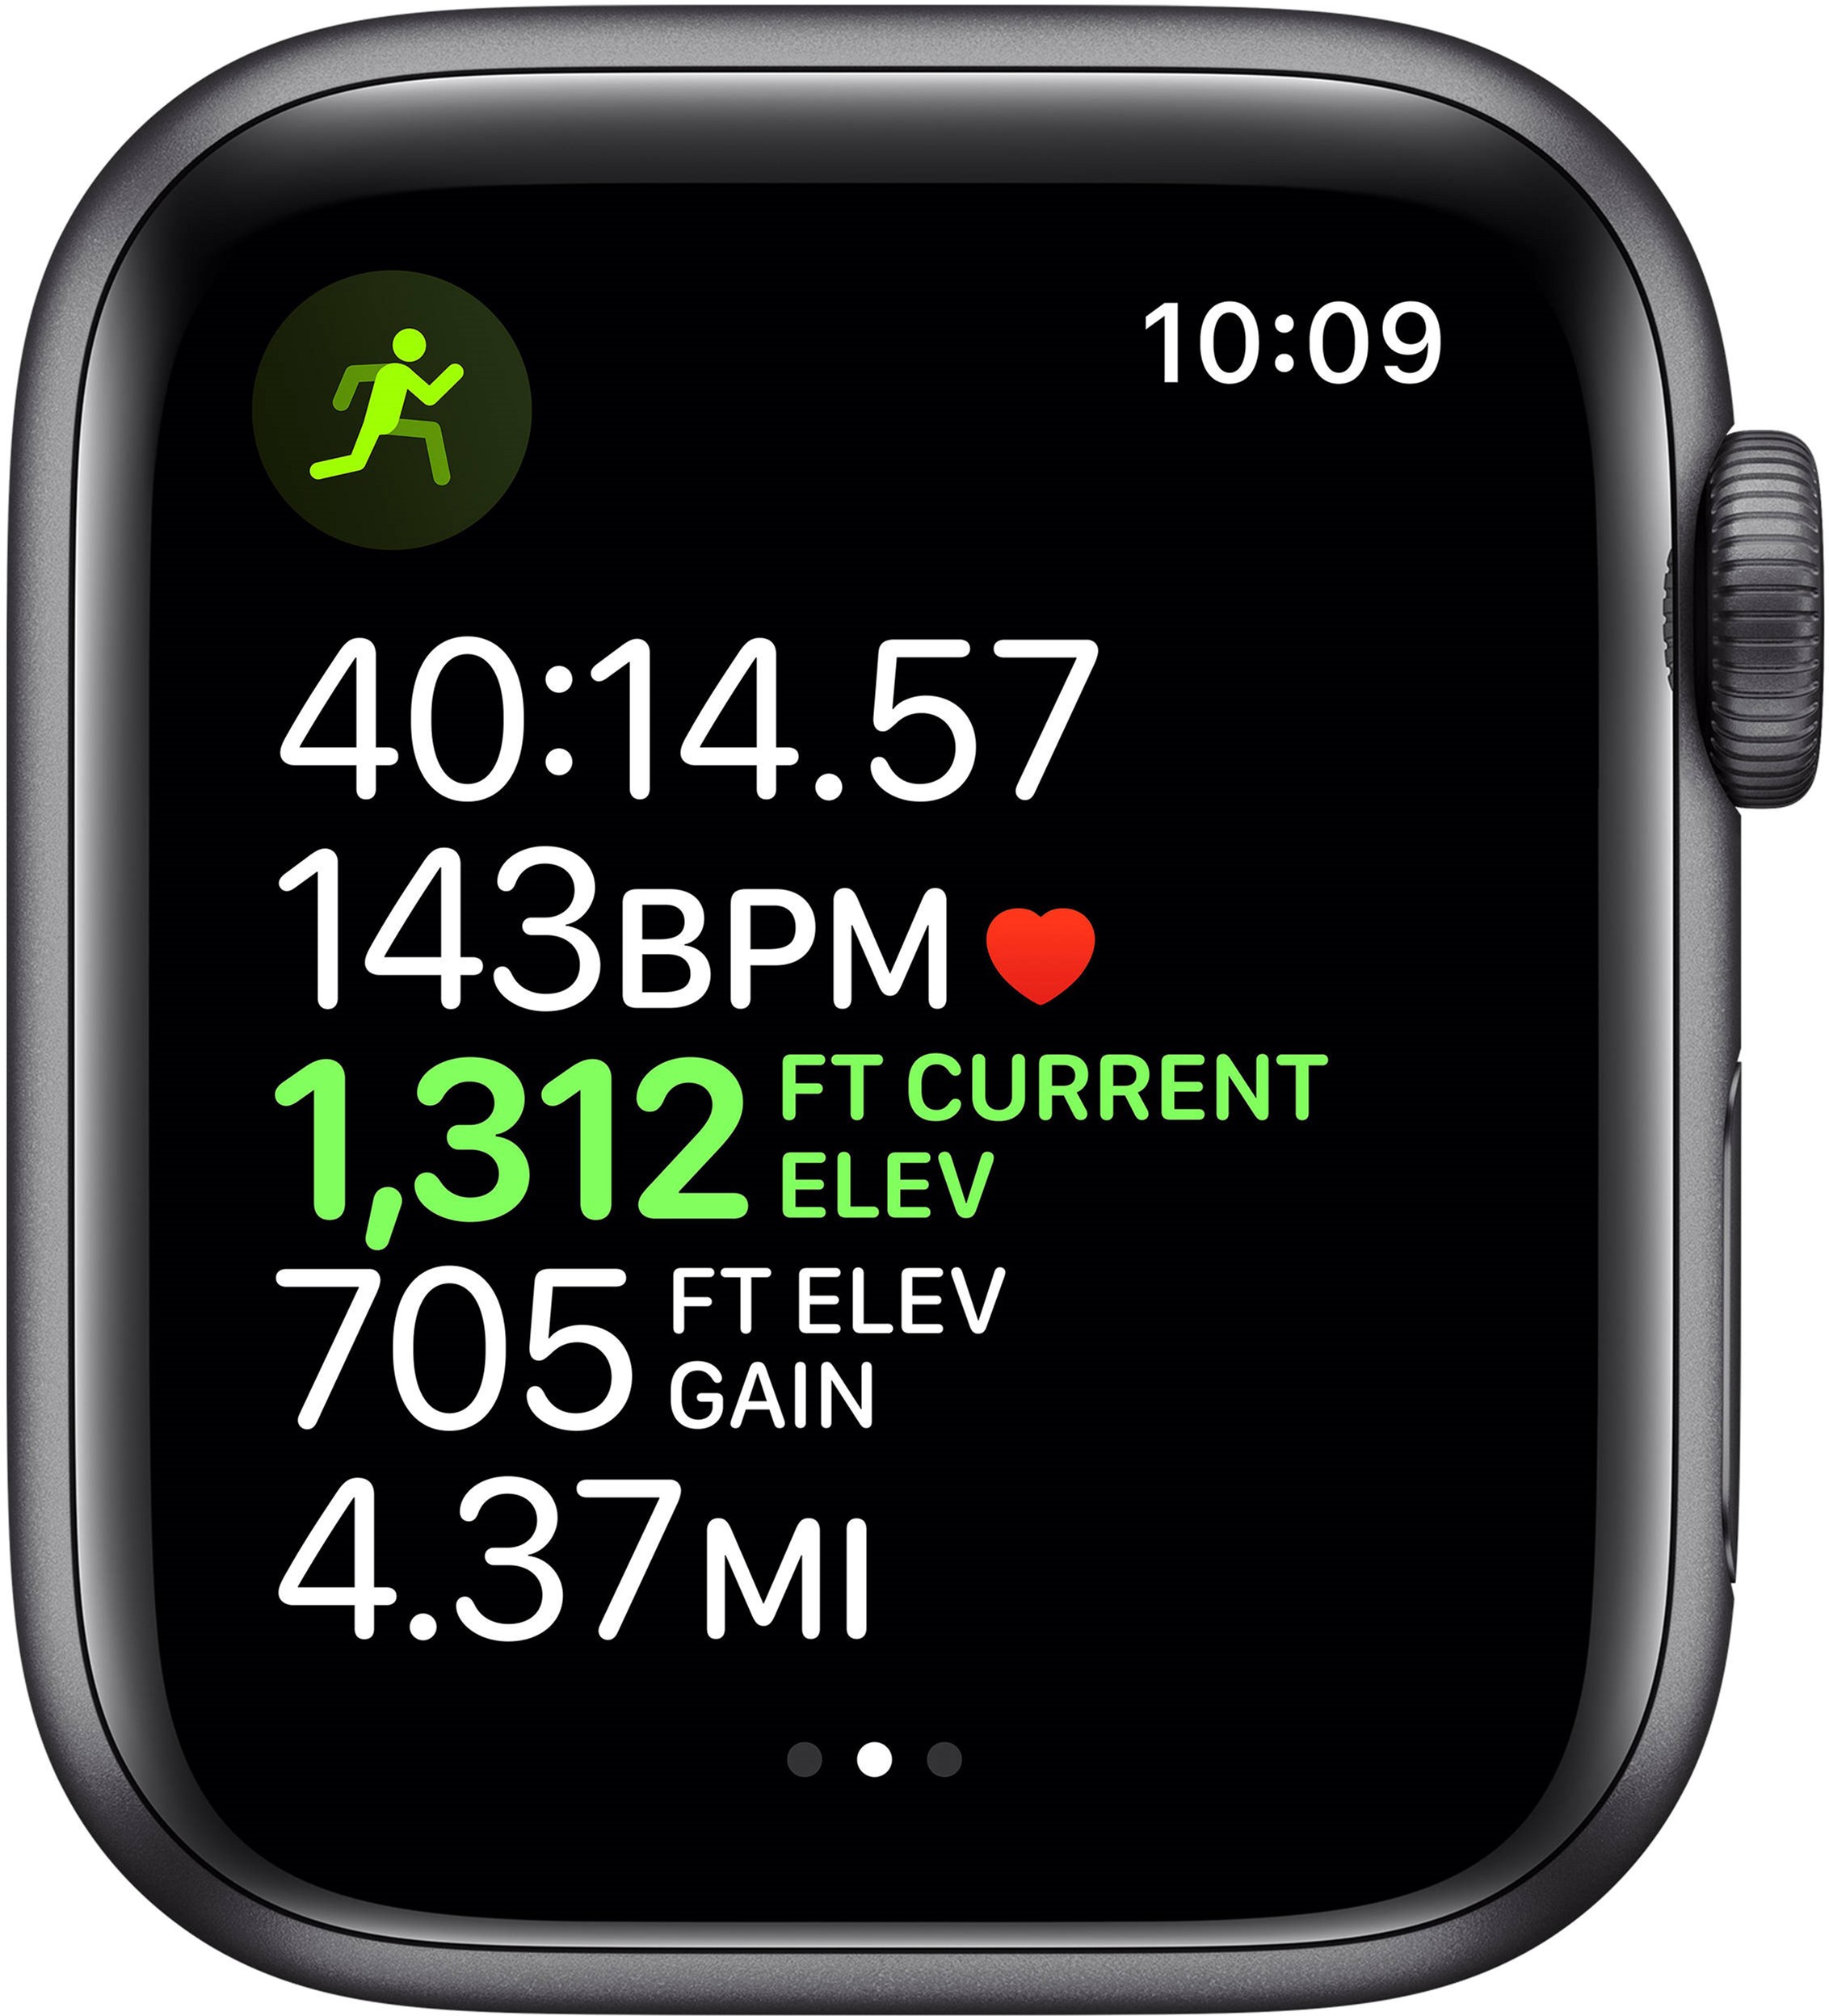 10:09
40:14.57
143BPM
1,312 FT CURRENT
ELEV
705 FT ELEV
GAIN
4.37MI